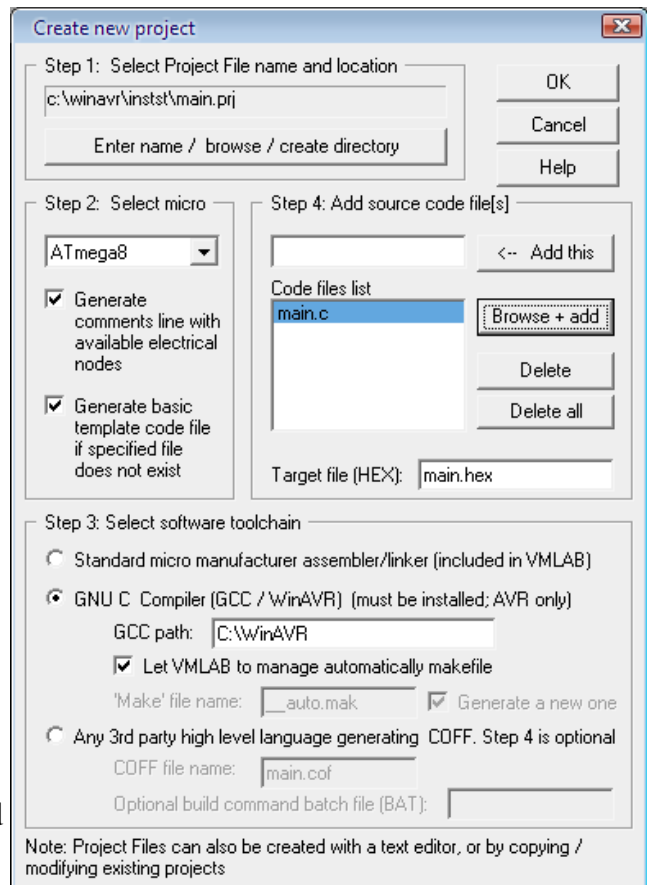 Create new project
Step 1: Select Project File name and location
c:\winavr\instst\main.prj
Enter name / browse / create directory
OK
Cancel
Help
Step 2: Select micro
ATmega8
Generate
comments line with
available electrical
nodes
Generate basic
template code file
if specified file
does not exist
Step 4: Add source code file[s]
<-- Add this
Code files list
main.c
Browse + add
Delete
Delete all
Target file (HEX): main.hex
Step 3: Select software toolchain
Standard micro manufacturer assembler/linker (included in VMLAB)
GNU C Compiler (GCC / WinAVR) (must be installed; AVR only)
GCC path: C:\WinAVR
Let VMLAB to manage automatically makefile
'Make' file name: __auto.mak Generate a new one
Any 3rd party high level language generating COFF. Step 4 is optional
COFF file name: main.cof
Optional build command batch file (BAT):
Note: Project Files can also be created with a text editor, or by copying /
modifying existing projects